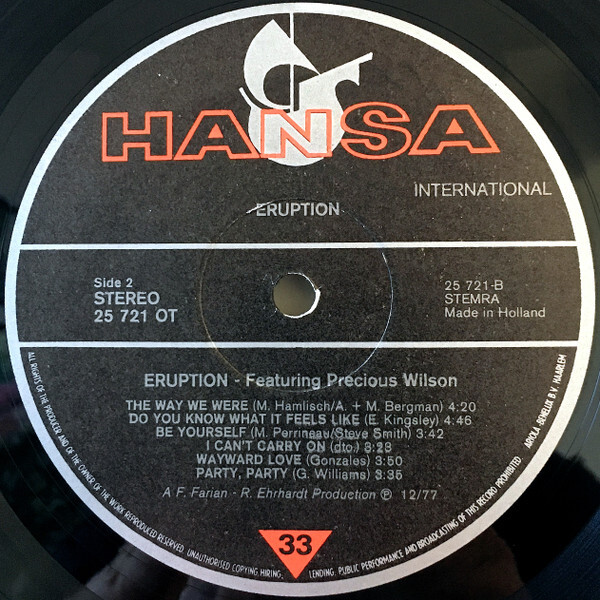 HANSA
INTERNATIONAL
ERUPTION
Side 2
STEREO
25 721 OT
25 721-B
STEMRA
Made in Holland
ERUPTION - Featuring Precious Wilson
THE WAY WE WERE (M. Hamlisch/A. + M. Bergman) 4:20
DO YOU KNOW WHAT IT FEELS LIKE (E. Kingsley) 4:46
BE YOURSELF (M. Perrineau/Steve Smith) 3:42
I CAN'T CARRY ON (dto.) 3:23
WAYWARD LOVE (Gonzales) 3:50
PARTY, PARTY (G. Williams) 3:35
A F. Farian - R. Ehrhardt Production ℗ 12/77
33
ALL RIGHTS OF THE PRODUCER AND OF THE OWNER OF THE WORK REPRODUCED RESERVED. UNAUTHORISED COPYING, HIRING, LENDING, PUBLIC PERFORMANCE AND BROADCASTING OF THIS RECORD PROHIBITED. ARIOLA-BENELUX B.V. HAARLEM